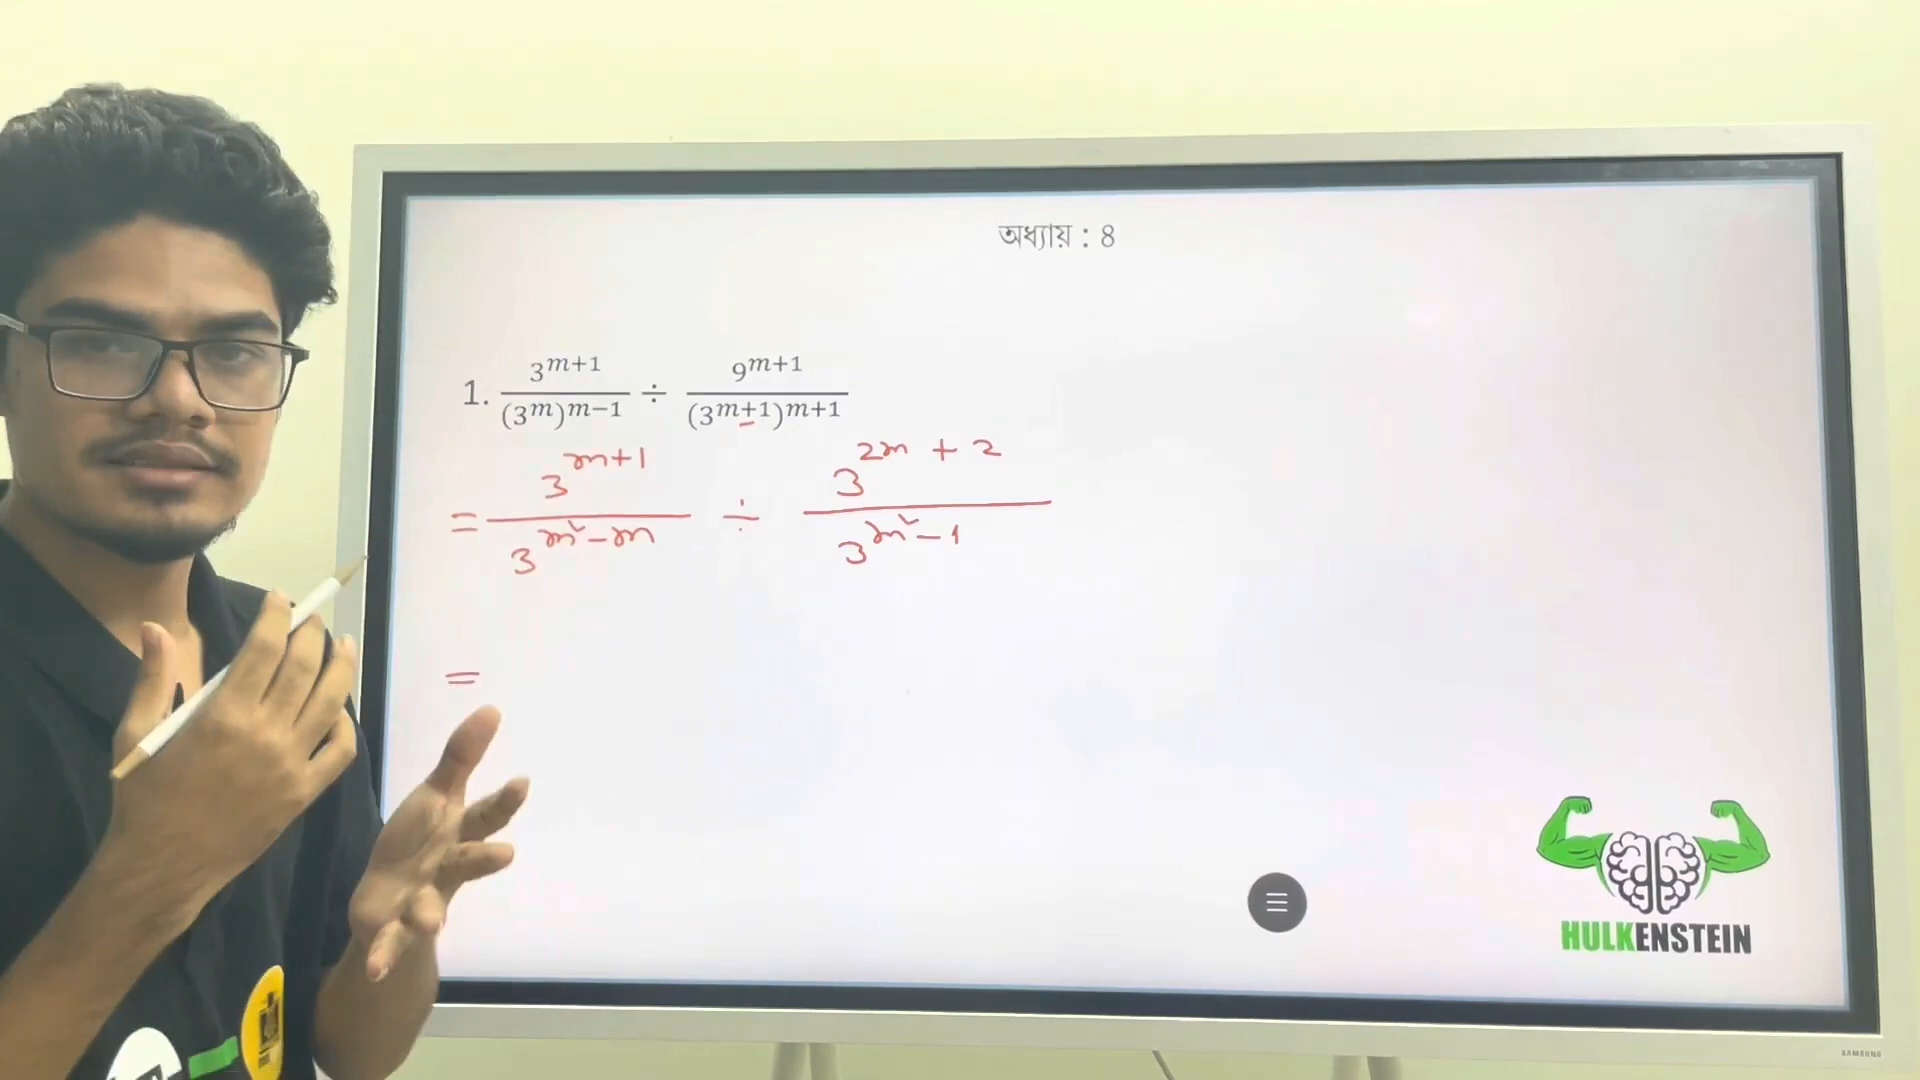 অধ্যায় : 8
1. 3^{m+1}/(3^m)^{m−1} ÷ 9^{m+1}/(3^{m+1})^{m+1}
= 3^{m+1}/3^{m²−m} ÷ 3^{2m+2}/3^{m²−1}
=
HULKENSTEIN
SAMSUNG